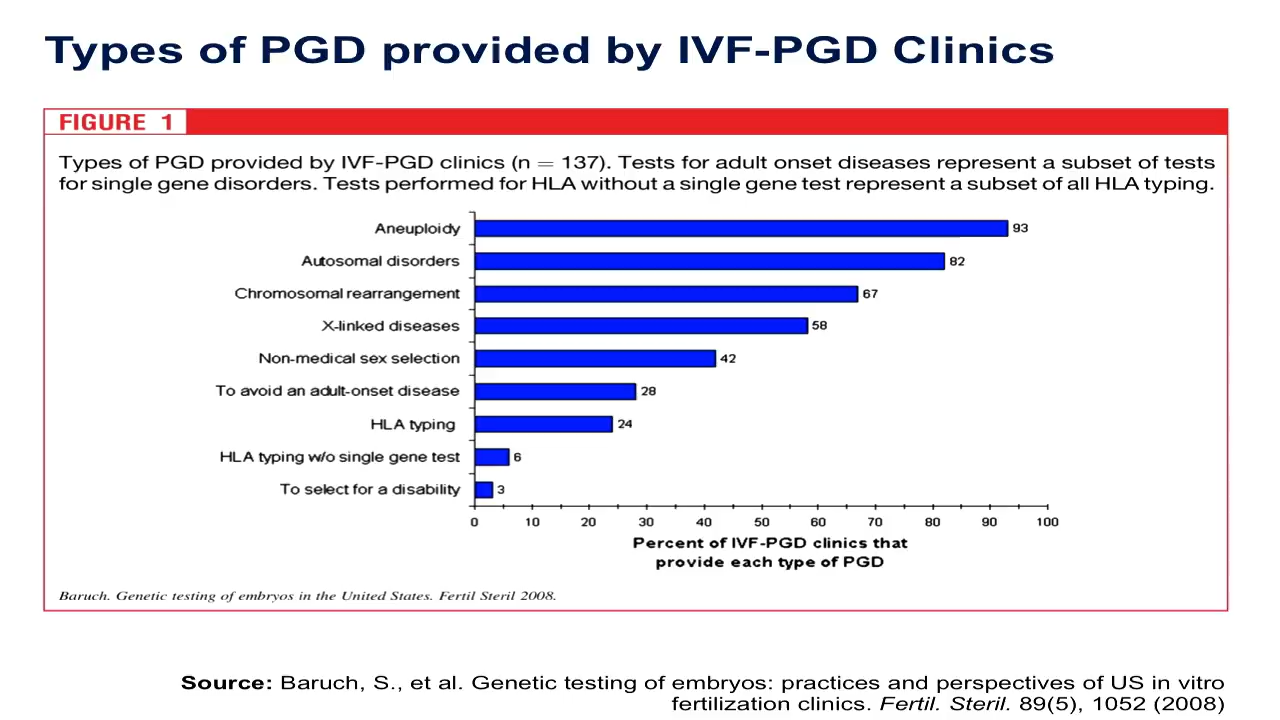 Types of PGD provided by IVF-PGD Clinics
FIGURE 1
Types of PGD provided by IVF-PGD clinics (n = 137). Tests for adult onset diseases represent a subset of tests
for single gene disorders. Tests performed for HLA without a single gene test represent a subset of all HLA typing.
Aneuploidy 93
Autosomal disorders 82
Chromosomal rearrangement 67
X-linked diseases 58
Non-medical sex selection 42
To avoid an adult-onset disease 28
HLA typing 24
HLA typing w/o single gene test 6
To select for a disability 3
0 10 20 30 40 50 60 70 80 90 100
Percent of IVF-PGD clinics that
provide each type of PGD
Baruch. Genetic testing of embryos in the United States. Fertil Steril 2008.
Source: Baruch, S., et al. Genetic testing of embryos: practices and perspectives of US in vitro
fertilization clinics. Fertil. Steril. 89(5), 1052 (2008)